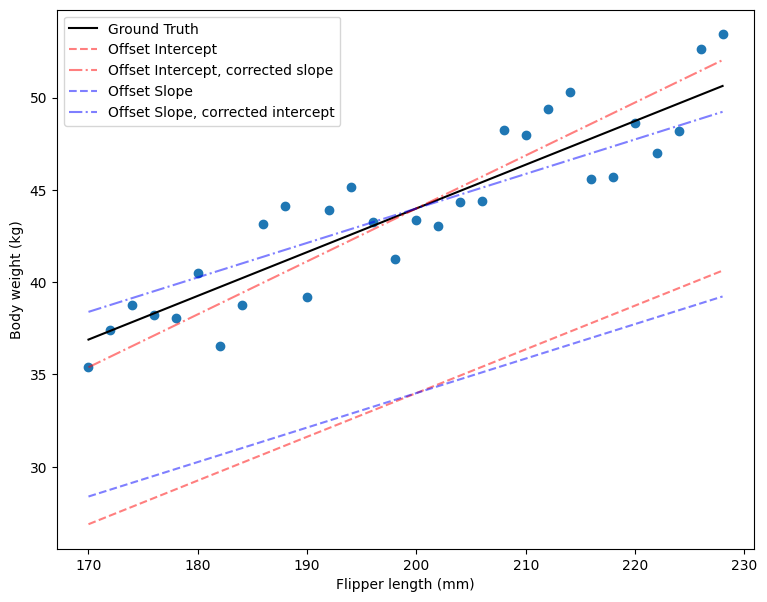 Ground Truth
Offset Intercept
Offset Intercept, corrected slope
Offset Slope
Offset Slope, corrected intercept
50
45
40
35
30
Body weight (kg)
170 180 190 200 210 220 230
Flipper length (mm)